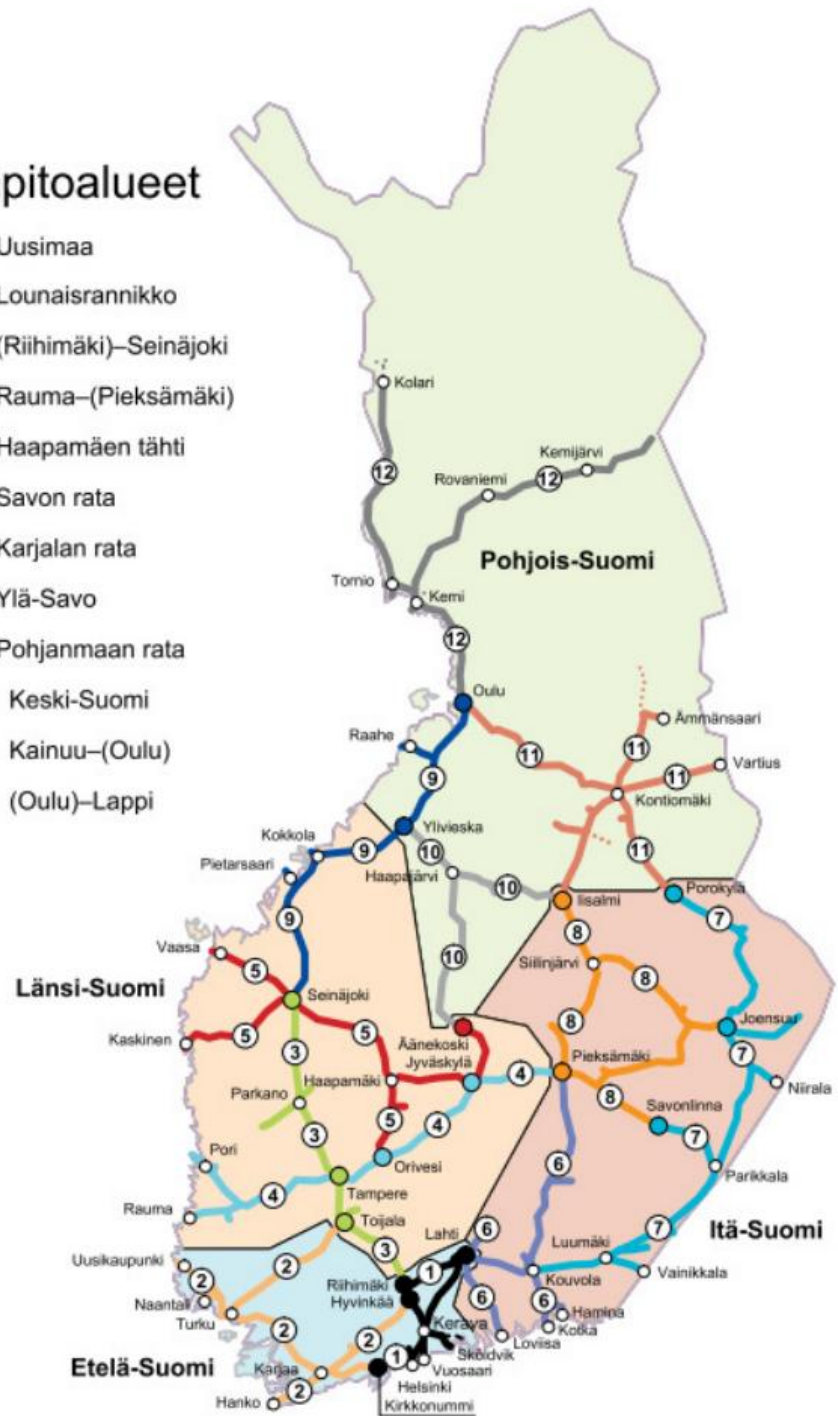 pitoalueet
Uusimaa
Lounaisrannikko
(Riihimäki)–Seinäjoki
Rauma–(Pieksämäki)
Haapamäen tähti
Savon rata
Karjalan rata
Ylä-Savo
Pohjanmaan rata
Keski-Suomi
Kainuu–(Oulu)
(Oulu)–Lappi
Kolari
12
Kemijärvi
Rovaniemi
12
Pohjois-Suomi
Tornio
Kemi
12
Oulu
Ämmänsaari
Raahe
11
11
Vartius
9
11
Kontiomäki
Ylivieska
Kokkola
9
10
11
Pietarsaari
Haapajärvi
10
Iisalmi
Porokylä
9
7
8
Vaasa
10
Siilinjärvi
5
8
Länsi-Suomi
Seinäjoki
Joensuu
5
5
Äänekoski
8
Kaskinen
3
Jyväskylä
Pieksämäki
7
Haapamäki
4
Niirala
Parkano
8
Savonlinna
5
4
3
7
Pori
6
Orivesi
Parikkala
4
Tampere
Rauma
Toijala
Itä-Suomi
Lahti
6
7
3
Luumäki
Uusikaupunki
2
1
2
Riihimäki
Kouvola
Vainikkala
Naantali
Hyvinkää
6
6
Hamina
Turku
Kerava
Kotka
2
2
Loviisa
1
Sköldvik
Etelä-Suomi
Karjaa
Vuosaari
2
Helsinki
Hanko
Kirkkonummi